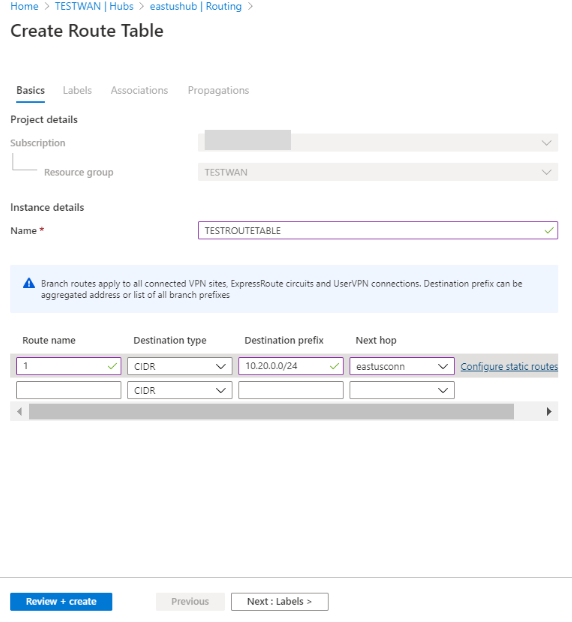 Home > TESTWAN | Hubs > eastushub | Routing >
Create Route Table
Basics Labels Associations Propagations
Project details
Subscription
Resource group TESTWAN
Instance details
Name * TESTROUTETABLE
Branch routes apply to all connected VPN sites, ExpressRoute circuits and UserVPN connections. Destination prefix can be
aggregated address or list of all branch prefixes
Route name Destination type Destination prefix Next hop
1 CIDR 10.20.0.0/24 eastusconn Configure static routes
CIDR
Review + create Previous Next : Labels >